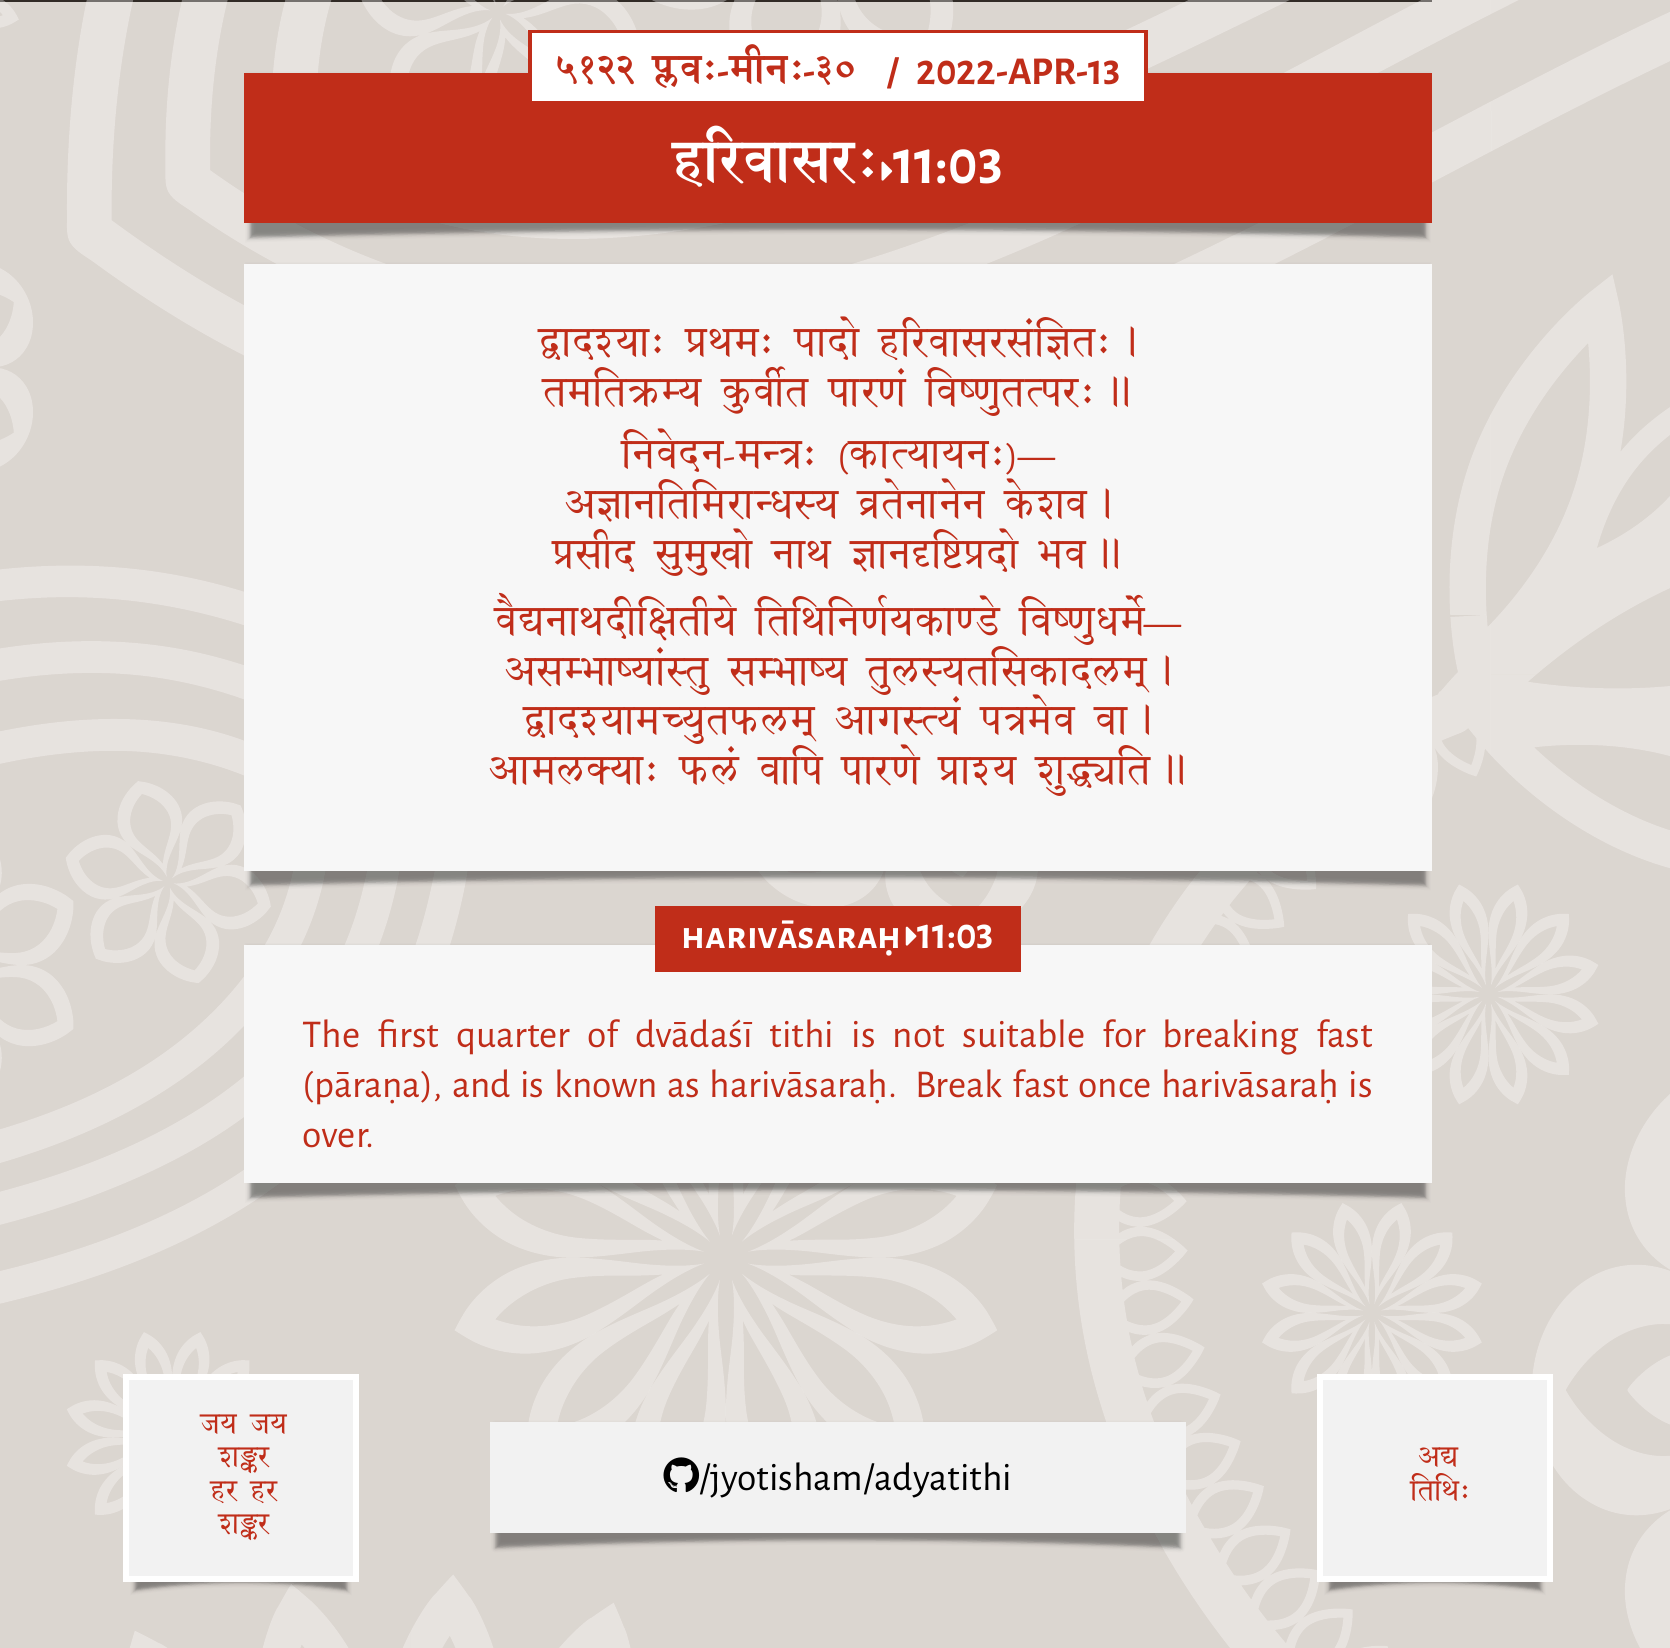 ५१२२ प्लवः-मीनः-३० / 2022-APR-13
हरिवासरः▸11:03
द्वादश्याः प्रथमः पादो हरिवासरसंज्ञितः ।
तमतिक्रम्य कुर्वीत पारणं विष्णुतत्परः ॥
निवेदन-मन्त्रः (कात्यायनः)—
अज्ञानतिमिरान्धस्य व्रतेनानेन केशव ।
प्रसीद सुमुखो नाथ ज्ञानदृष्टिप्रदो भव ॥
वैद्यनाथदीक्षितीये तिथिनिर्णयकाण्डे विष्णुधर्मे—
असम्भाष्यांस्तु सम्भाष्य तुलस्यतसिकादलम् ।
द्वादश्यामच्युतफलम् आगस्त्यं पत्रमेव वा ।
आमलक्याः फलं वापि पारणे प्राश्य शुद्ध्यति ॥
HARIVĀSARAḤ▸11:03
The first quarter of dvādaśī tithi is not suitable for breaking fast
(pāraṇa), and is known as harivāsaraḥ. Break fast once harivāsaraḥ is
over.
जय जय
शङ्कर
हर हर
शङ्कर
/jyotisham/adyatithi
अद्य
तिथिः